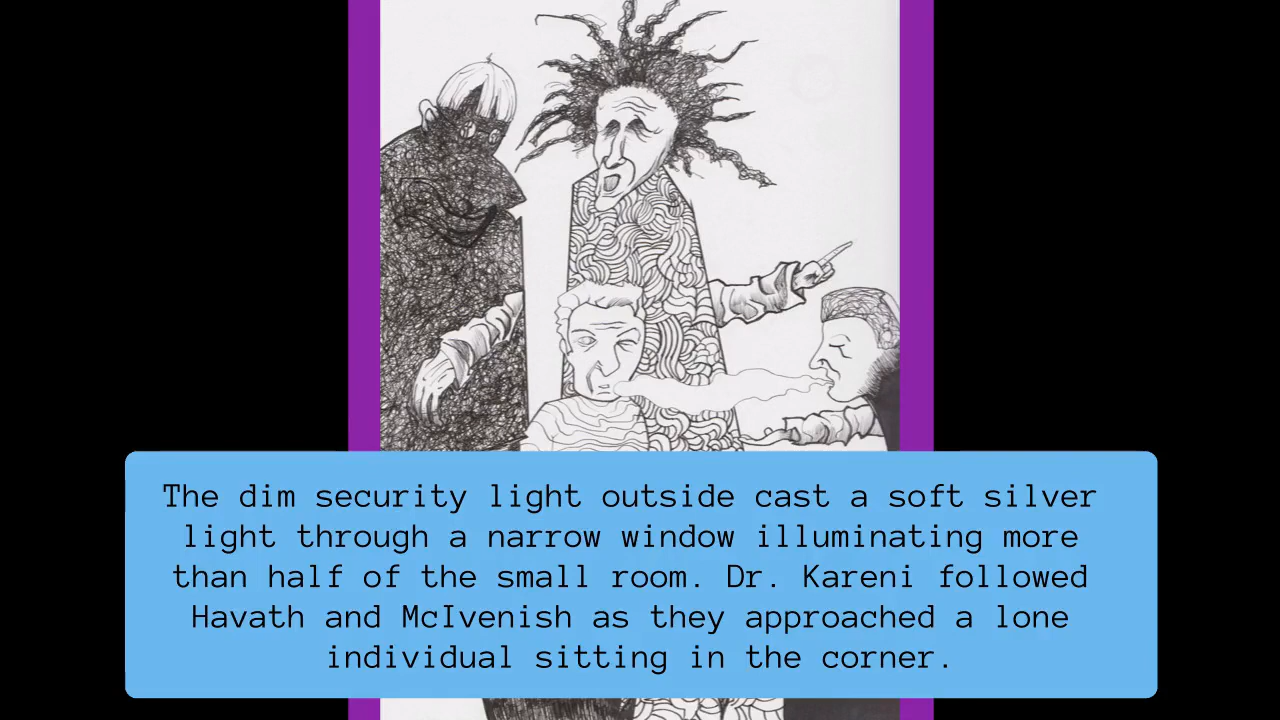 The dim security light outside cast a soft silver
light through a narrow window illuminating more
than half of the small room. Dr. Kareni followed
Havath and McIvenish as they approached a lone
individual sitting in the corner.